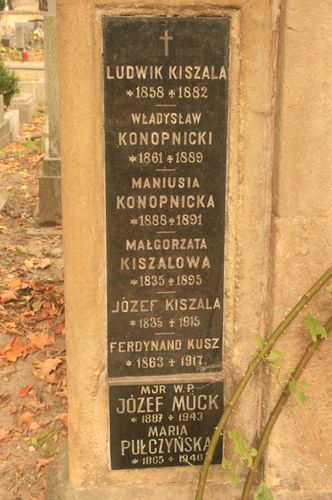 LUDWIK KISZALA
*1858 ✝ 1882
WŁADYSŁAW
KONOPNICKI
*1861 ✝ 1889
MANIUSIA
KONOPNICKA
*1888 ✝ 1891
MAŁGORZATA
KISZALOWA
*1835 ✝ 1895
JÓZEF KISZALA
*1835 ✝ 1915
FERDYNAND KUSZ
*1863 ✝ 1917.
MJR W.P.
JÓZEF MÜCK
*1887 ✝ 1943
MARIA
PUŁCZYŃSKA
*1865 ✝ 1948